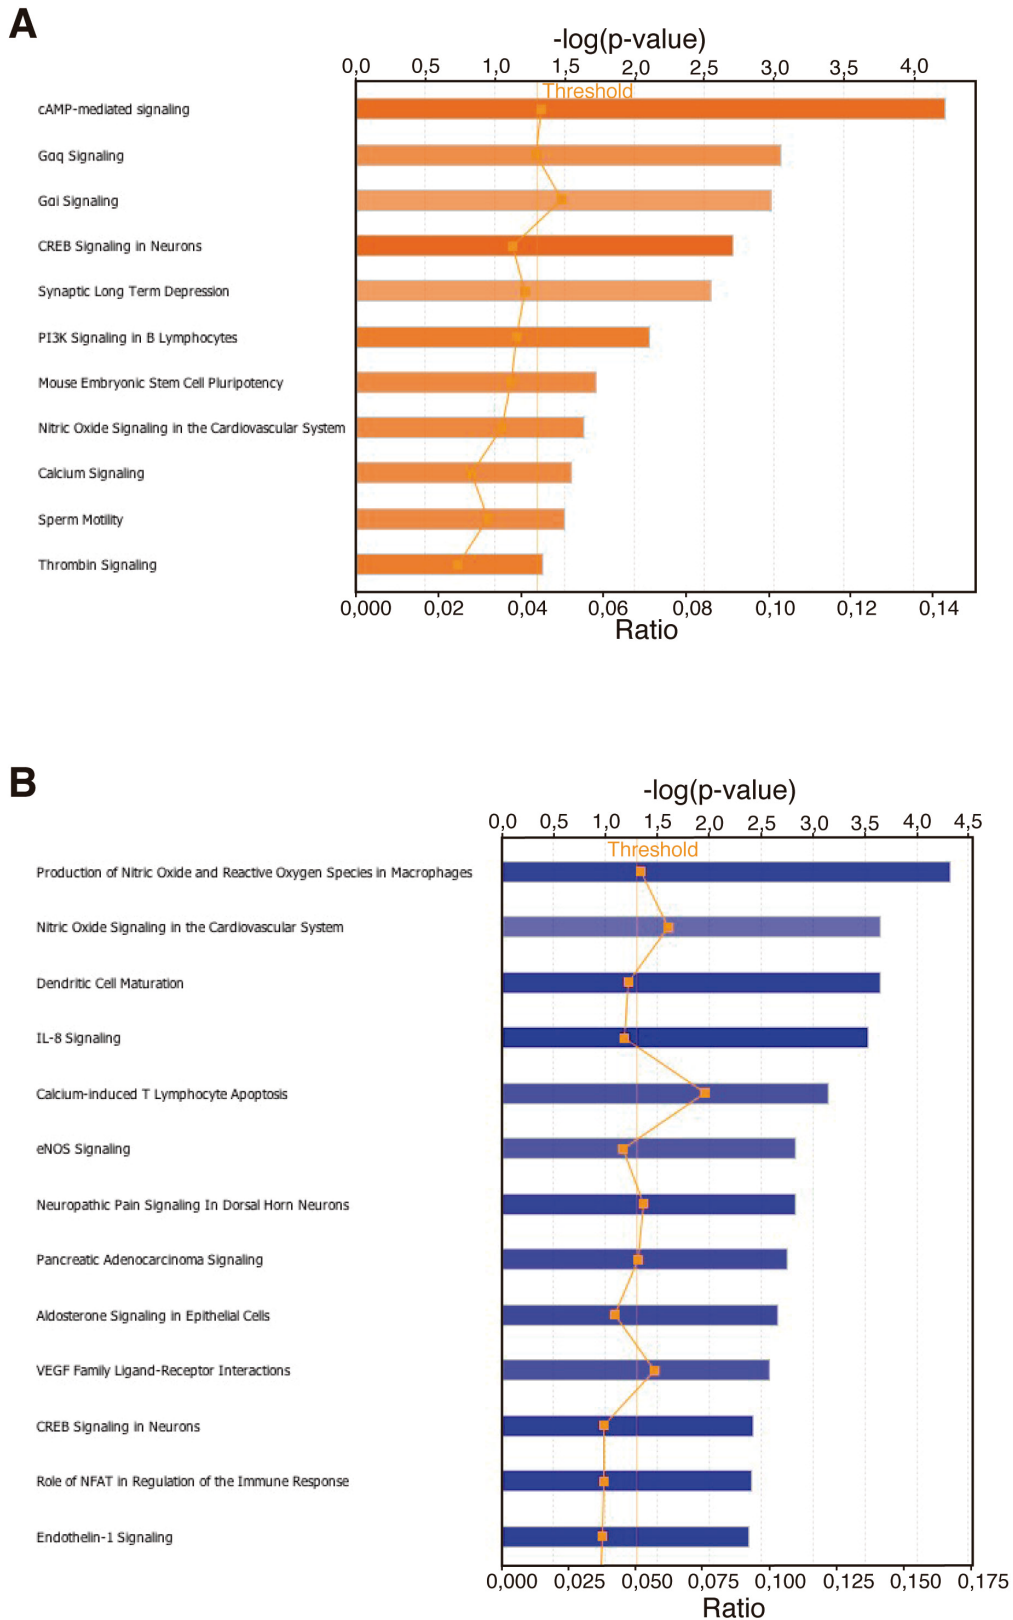 A
-log(p-value)
0,0 0,5 1,0 1,5 2,0 2,5 3,0 3,5 4,0
Threshold
cAMP-mediated signaling
Gαq Signaling
Gαi Signaling
CREB Signaling in Neurons
Synaptic Long Term Depression
PI3K Signaling in B Lymphocytes
Mouse Embryonic Stem Cell Pluripotency
Nitric Oxide Signaling in the Cardiovascular System
Calcium Signaling
Sperm Motility
Thrombin Signaling
0,000 0,02 0,04 0,06 0,08 0,10 0,12 0,14
Ratio
B
-log(p-value)
0,0 0,5 1,0 1,5 2,0 2,5 3,0 3,5 4,0 4,5
Threshold
Production of Nitric Oxide and Reactive Oxygen Species in Macrophages
Nitric Oxide Signaling in the Cardiovascular System
Dendritic Cell Maturation
IL-8 Signaling
Calcium-induced T Lymphocyte Apoptosis
eNOS Signaling
Neuropathic Pain Signaling In Dorsal Horn Neurons
Pancreatic Adenocarcinoma Signaling
Aldosterone Signaling in Epithelial Cells
VEGF Family Ligand-Receptor Interactions
CREB Signaling in Neurons
Role of NFAT in Regulation of the Immune Response
Endothelin-1 Signaling
0,000 0,025 0,050 0,075 0,100 0,125 0,150 0,175
Ratio